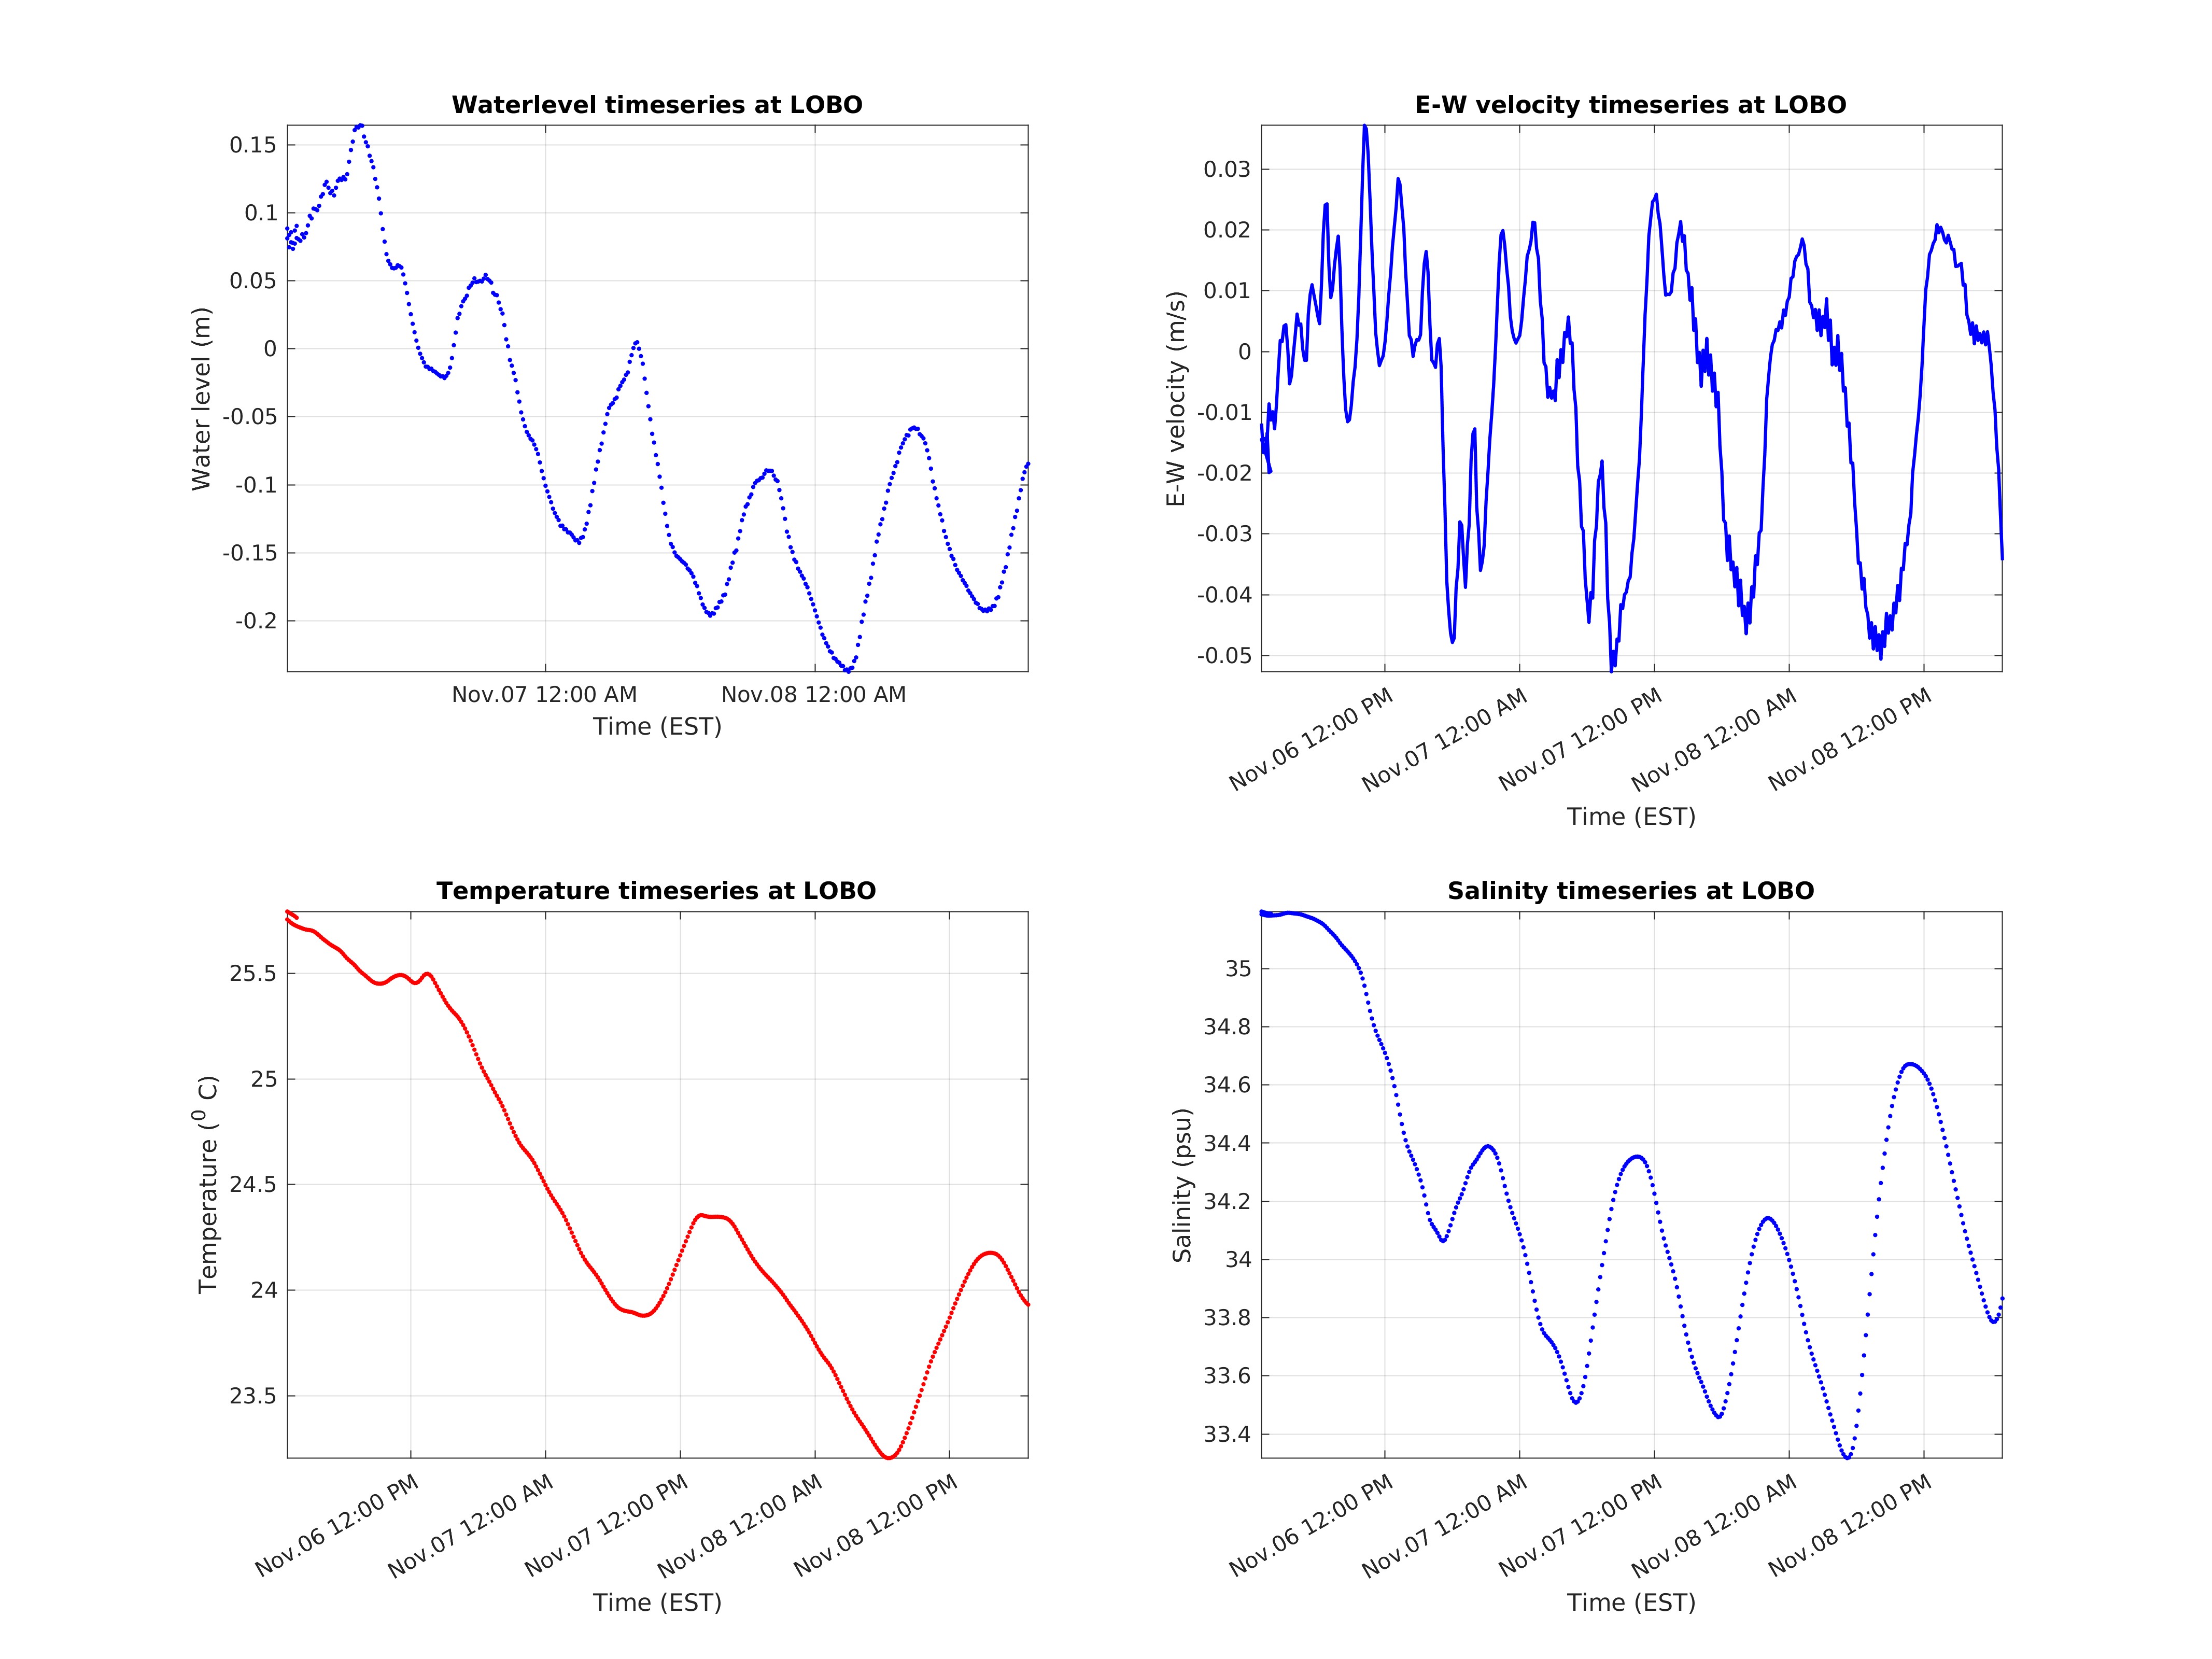 Waterlevel timeseries at LOBO
0.15
0.1
0.05
0
-0.05
-0.1
-0.15
-0.2
Water level (m)
Nov.07 12:00 AM
Nov.08 12:00 AM
Time (EST)
E-W velocity timeseries at LOBO
0.03
0.02
0.01
0
-0.01
-0.02
-0.03
-0.04
-0.05
E-W velocity (m/s)
Nov.06 12:00 PM
Nov.07 12:00 AM
Nov.07 12:00 PM
Nov.08 12:00 AM
Nov.08 12:00 PM
Time (EST)
Temperature timeseries at LOBO
25.5
25
24.5
24
23.5
Temperature (⁰ C)
Nov.06 12:00 PM
Nov.07 12:00 AM
Nov.07 12:00 PM
Nov.08 12:00 AM
Nov.08 12:00 PM
Time (EST)
Salinity timeseries at LOBO
35
34.8
34.6
34.4
34.2
34
33.8
33.6
33.4
Salinity (psu)
Nov.06 12:00 PM
Nov.07 12:00 AM
Nov.07 12:00 PM
Nov.08 12:00 AM
Nov.08 12:00 PM
Time (EST)